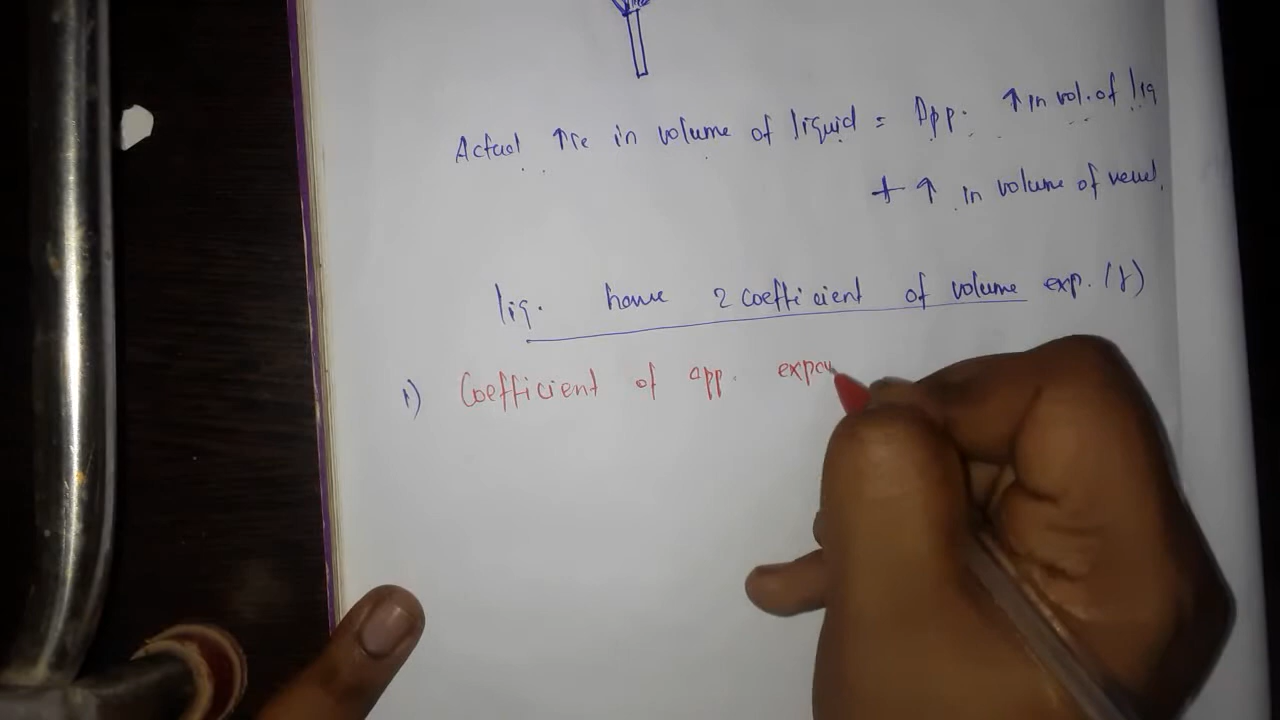 Actual ↑se in volume of liquid = App. ↑ in vol. of liq
+ ↑ in volume of vessel.
liq. have 2 coefficient of volume exp. (γ)
1) Coefficient of app. expan